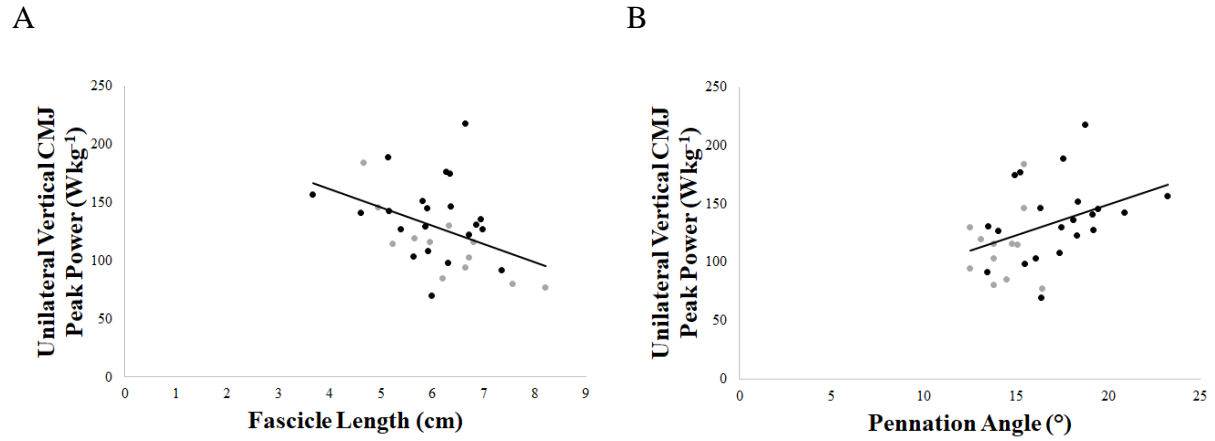 A
B
Unilateral Vertical CMJ
Peak Power (Wkg-1)
250
200
150
100
50
0
0 1 2 3 4 5 6 7 8 9
Fascicle Length (cm)
Unilateral Vertical CMJ
Peak Power (Wkg-1)
250
200
150
100
50
0
0 5 10 15 20 25
Pennation Angle (°)